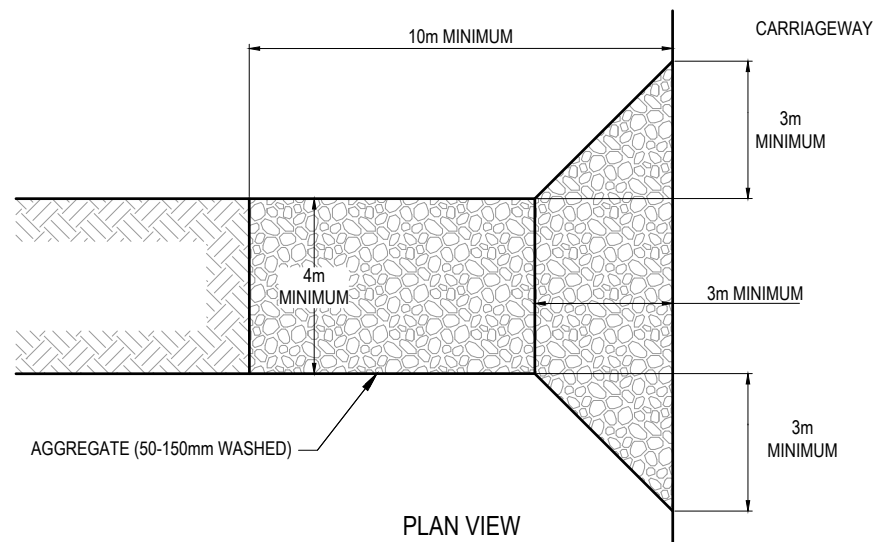 10m MINIMUM
CARRIAGEWAY
3m
MINIMUM
4m
MINIMUM
3m MINIMUM
3m
MINIMUM
AGGREGATE (50-150mm WASHED)
PLAN VIEW